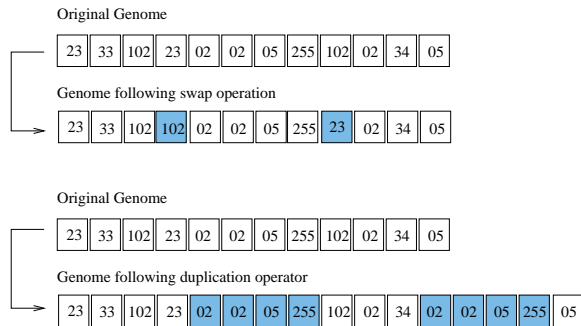 Original Genome
23 33 102 23 02 02 05 255 102 02 34 05
Genome following swap operation
23 33 102 102 02 02 05 255 23 02 34 05
Original Genome
23 33 102 23 02 02 05 255 102 02 34 05
Genome following duplication operator
23 33 102 23 02 02 05 255 102 02 34 02 02 05 255 05